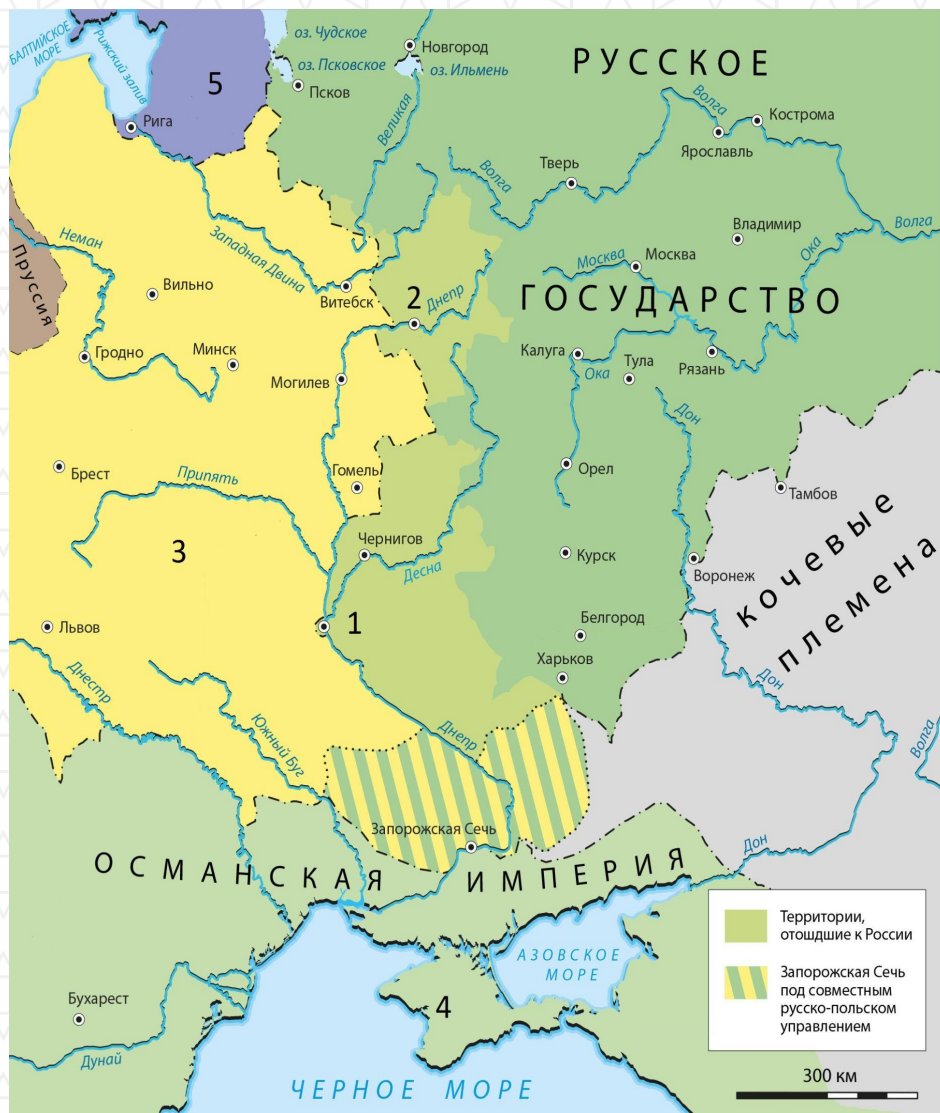 оз. Чудское
Новгород
БАЛТИЙСКОЕ
МОРЕ
Рижский залив
оз. Псковское
оз. Ильмень
РУССКОЕ
5
Псков
Великая
Рига
Волга
Кострома
Ярославль
Тверь
Волга
Владимир
Ока
Волга
Неман
Западная Двина
Москва
Москва
Пруссия
Вильно
Витебск
2
Днепр
ГОСУДАРСТВО
Гродно
Минск
Могилев
Калуга
Ока
Тула
Рязань
Дон
Брест
Припять
Гомель
Орел
Тамбов
3
Чернигов
Десна
Курск
Воронеж
КОЧЕВЫЕ
ПЛЕМЕНА
Львов
1
Белгород
Харьков
Днестр
Южный Буг
Днепр
Дон
Волга
Запорожская Сечь
Дон
ОСМАНСКАЯ ИМПЕРИЯ
АЗОВСКОЕ
МОРЕ
4
Бухарест
Дунай
ЧЕРНОЕ МОРЕ
Территории,
отошдшие к России
Запорожская Сечь
под совместным
русско-польском
управлением
300 км